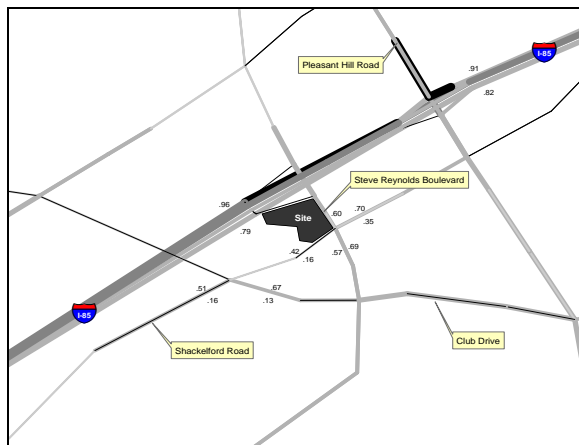 I-85
.91
Pleasant Hill Road
.82
Steve Reynolds Boulevard
.96
.70
Site
.60
.35
.79
.69
.42
.57
.16
.67
.51
.13
.16
I-85
Club Drive
Shackelford Road